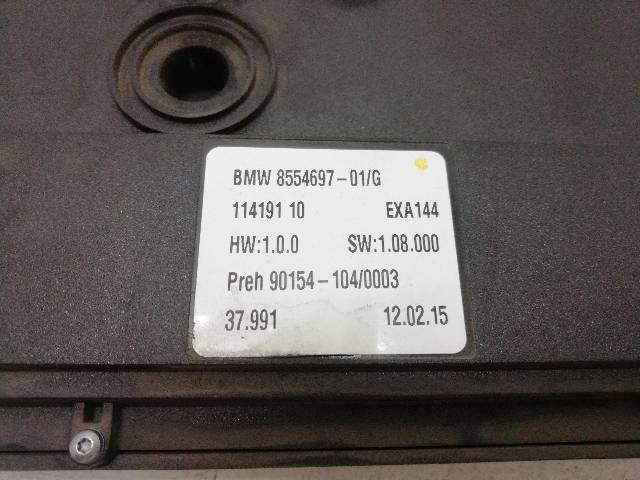 BMW 8554697-01/G
114191 10 EXA144
HW:1.0.0 SW:1.08.000
Preh 90154-104/0003
37.991 12.02.15